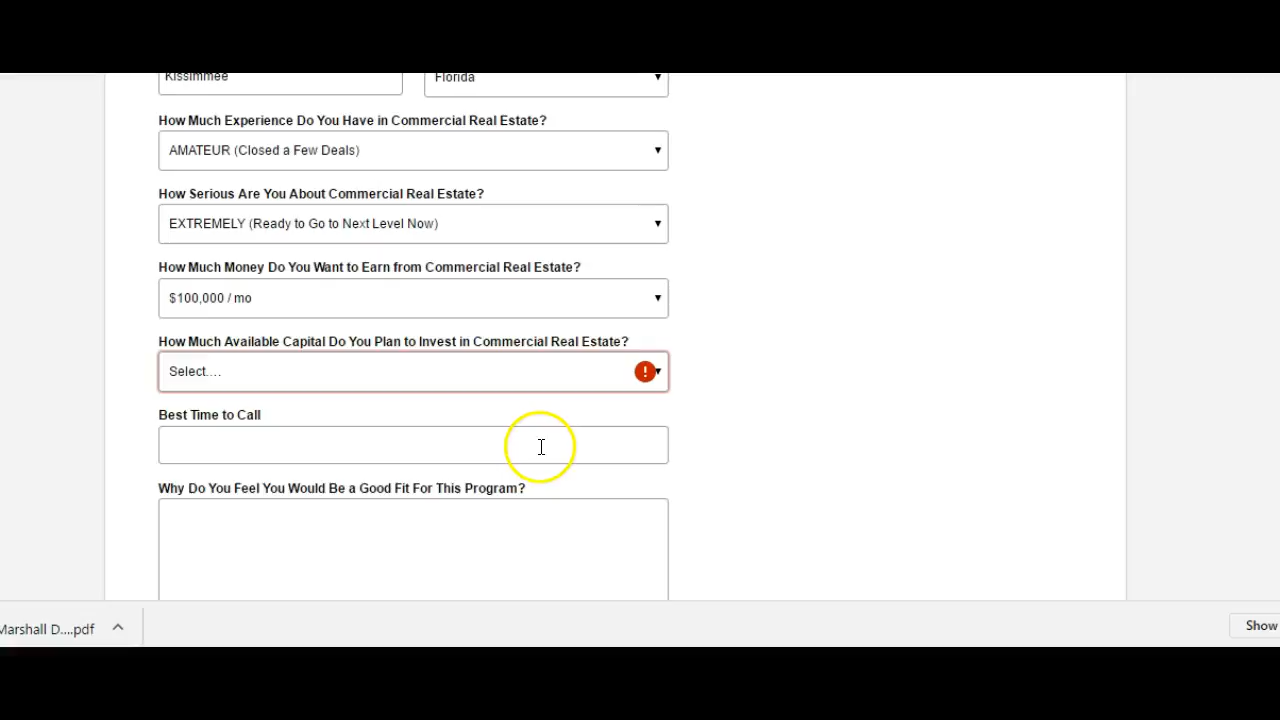 Kissimmee
Florida
How Much Experience Do You Have in Commercial Real Estate?
AMATEUR (Closed a Few Deals)
How Serious Are You About Commercial Real Estate?
EXTREMELY (Ready to Go to Next Level Now)
How Much Money Do You Want to Earn from Commercial Real Estate?
$100,000 / mo
How Much Available Capital Do You Plan to Invest in Commercial Real Estate?
Select....
!
Best Time to Call
Why Do You Feel You Would Be a Good Fit For This Program?
Marshall D....pdf
Show